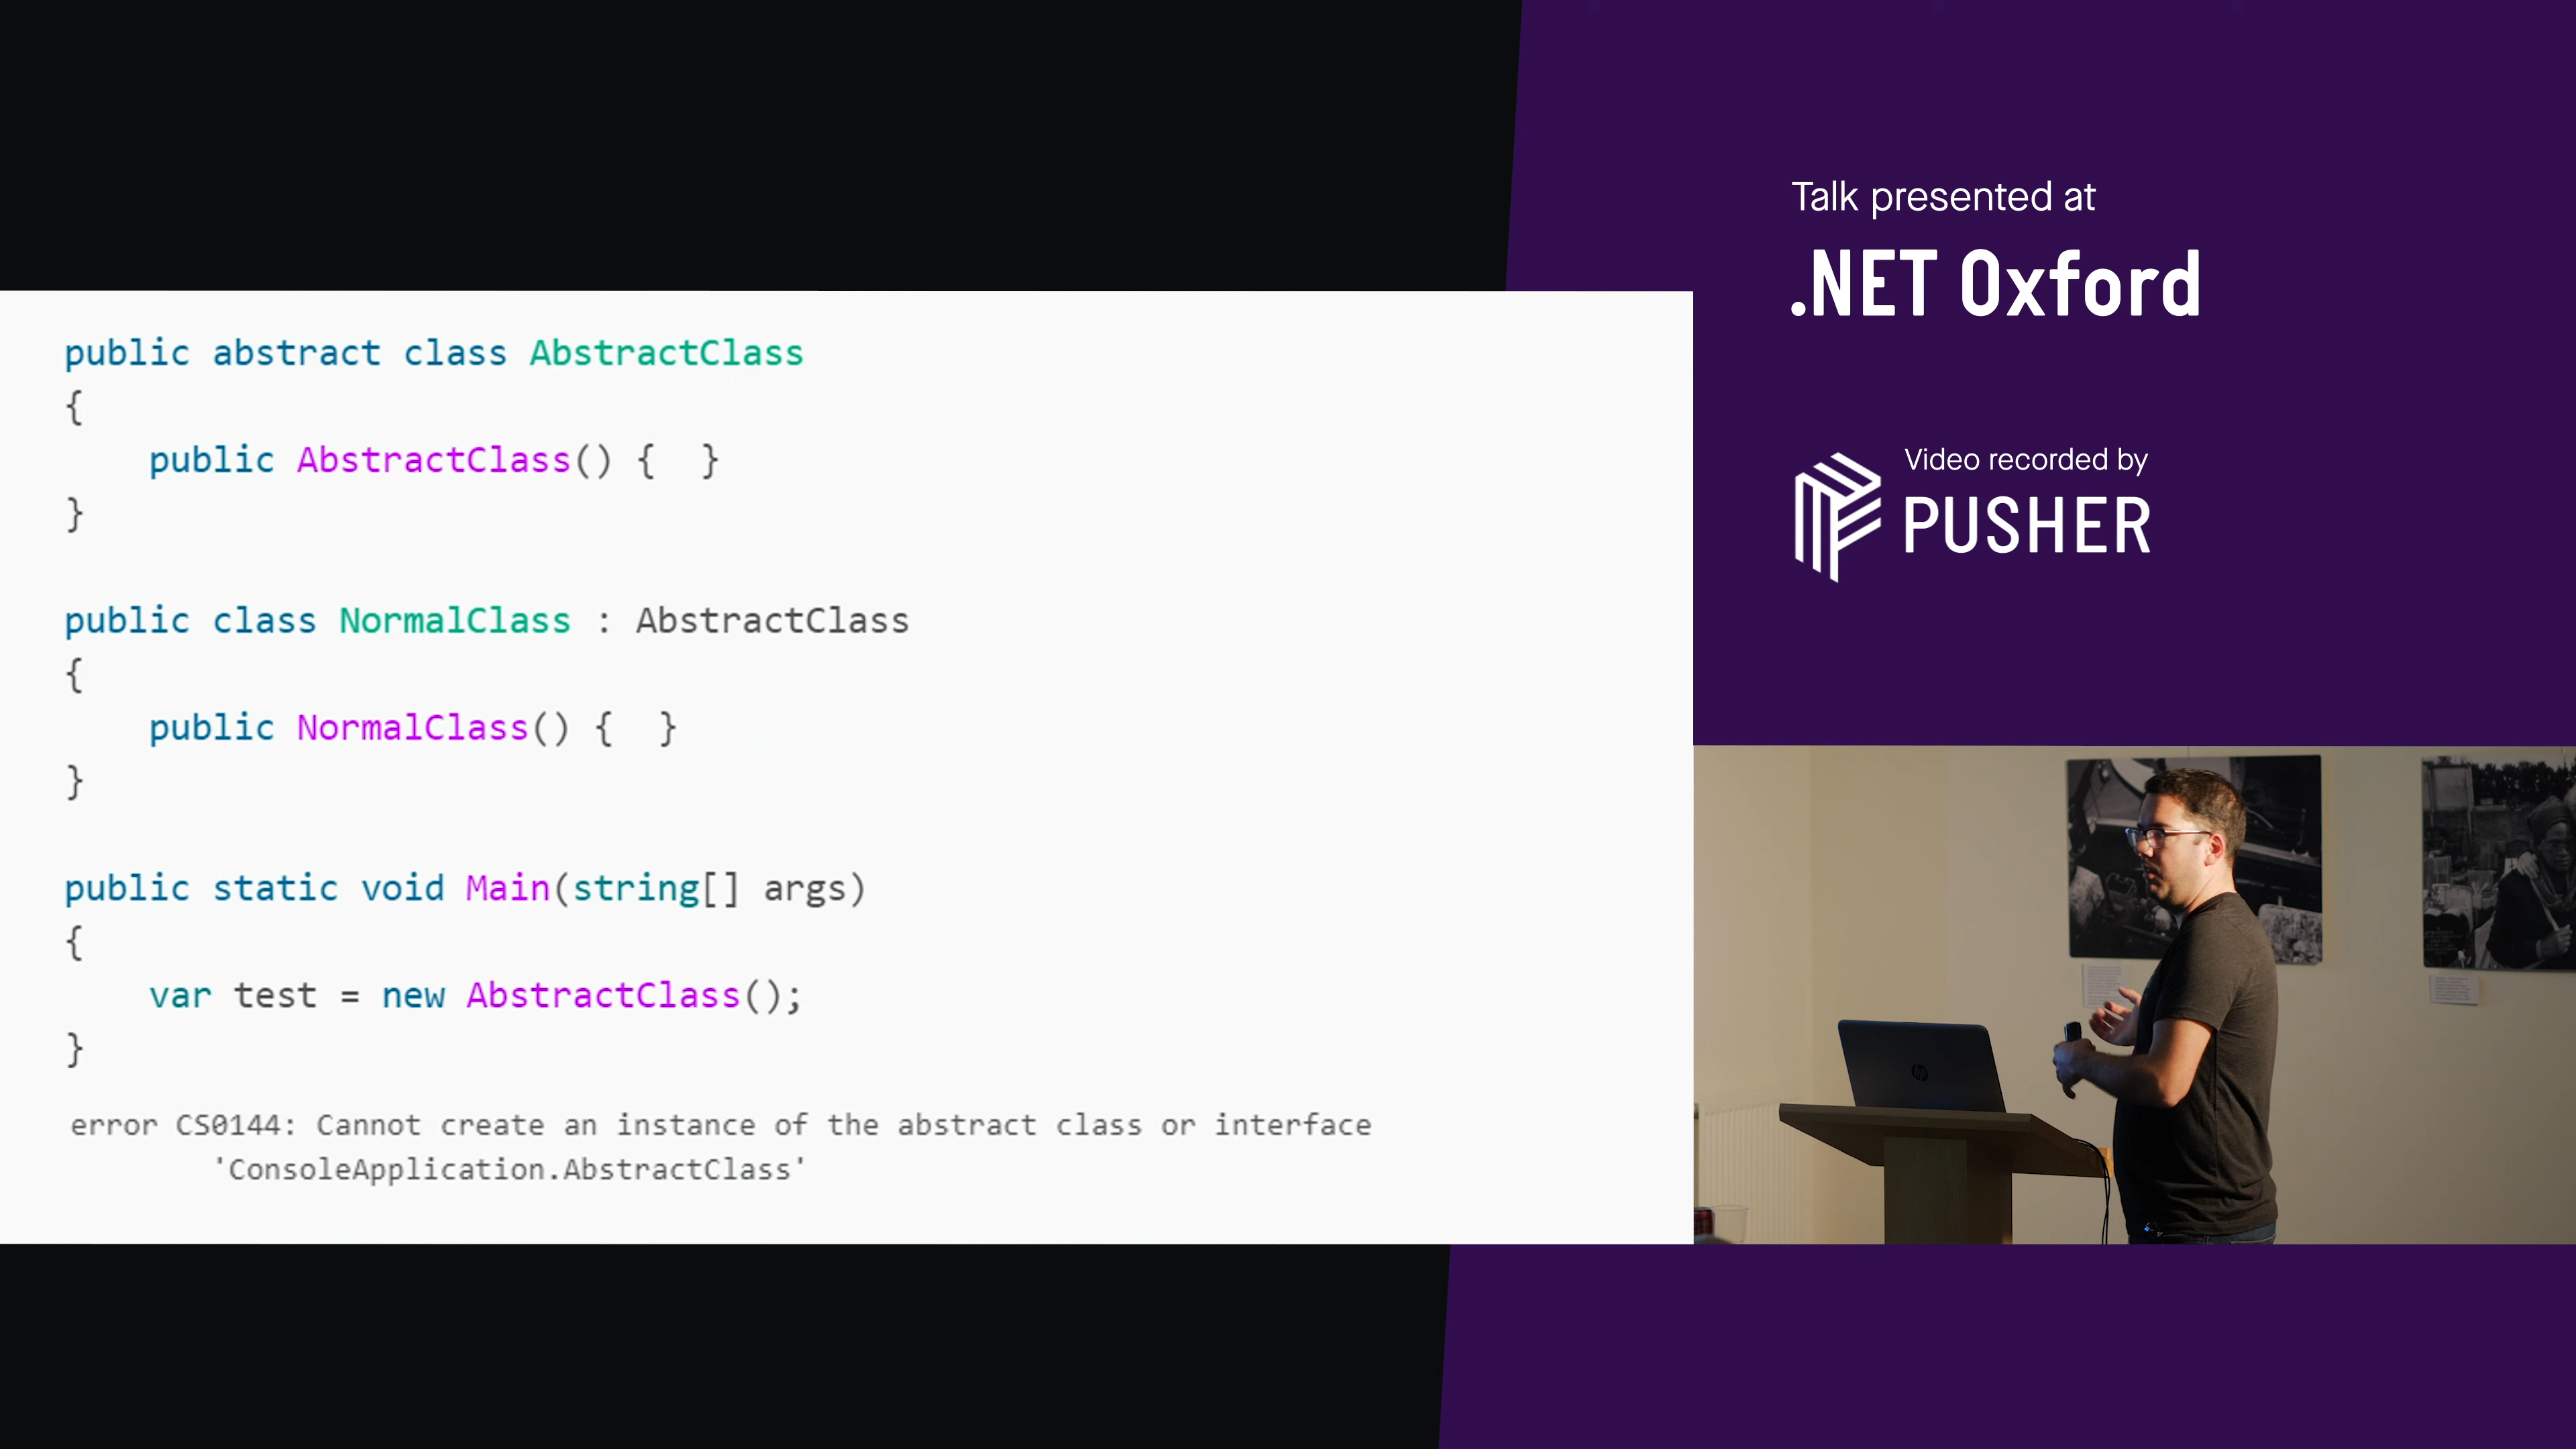 public abstract class AbstractClass
{
    public AbstractClass() {  }
}
public class NormalClass : AbstractClass
{
    public NormalClass() {  }
}
public static void Main(string[] args)
{
    var test = new AbstractClass();
}
error CS0144: Cannot create an instance of the abstract class or interface
'ConsoleApplication.AbstractClass'
Talk presented at
.NET Oxford
Video recorded by
PUSHER
hp